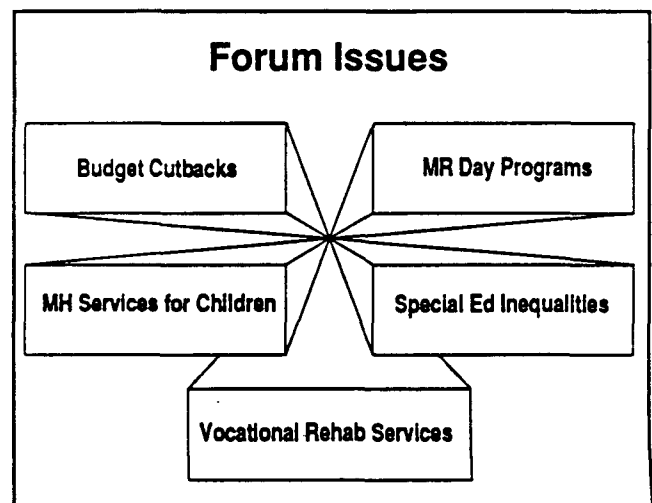 Forum Issues
Budget Cutbacks
MR Day Programs
MH Services for Children
Special Ed Inequalities
Vocational Rehab Services